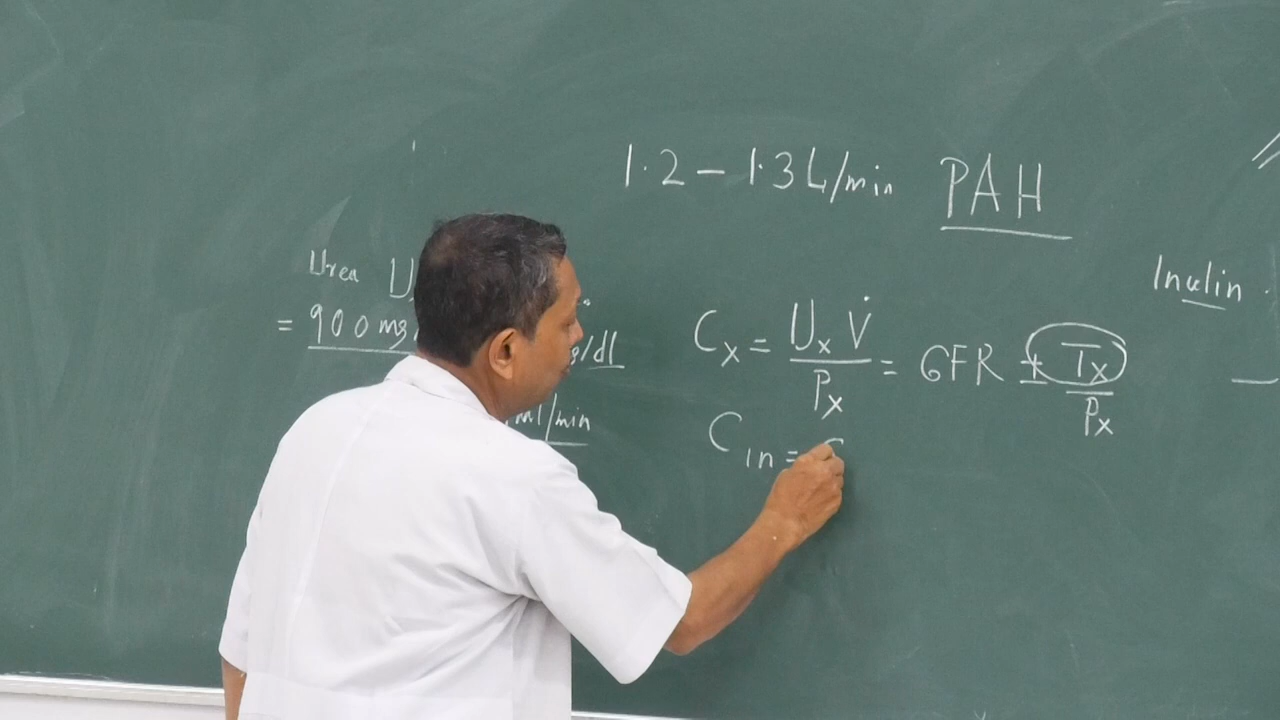 1.2 – 1.3 L/min PAH
Urea U
= 900 mg
g/dl
ml/min
Inulin
Cx = Ux V̇ / Px = GFR ± Tx / Px
Cin =